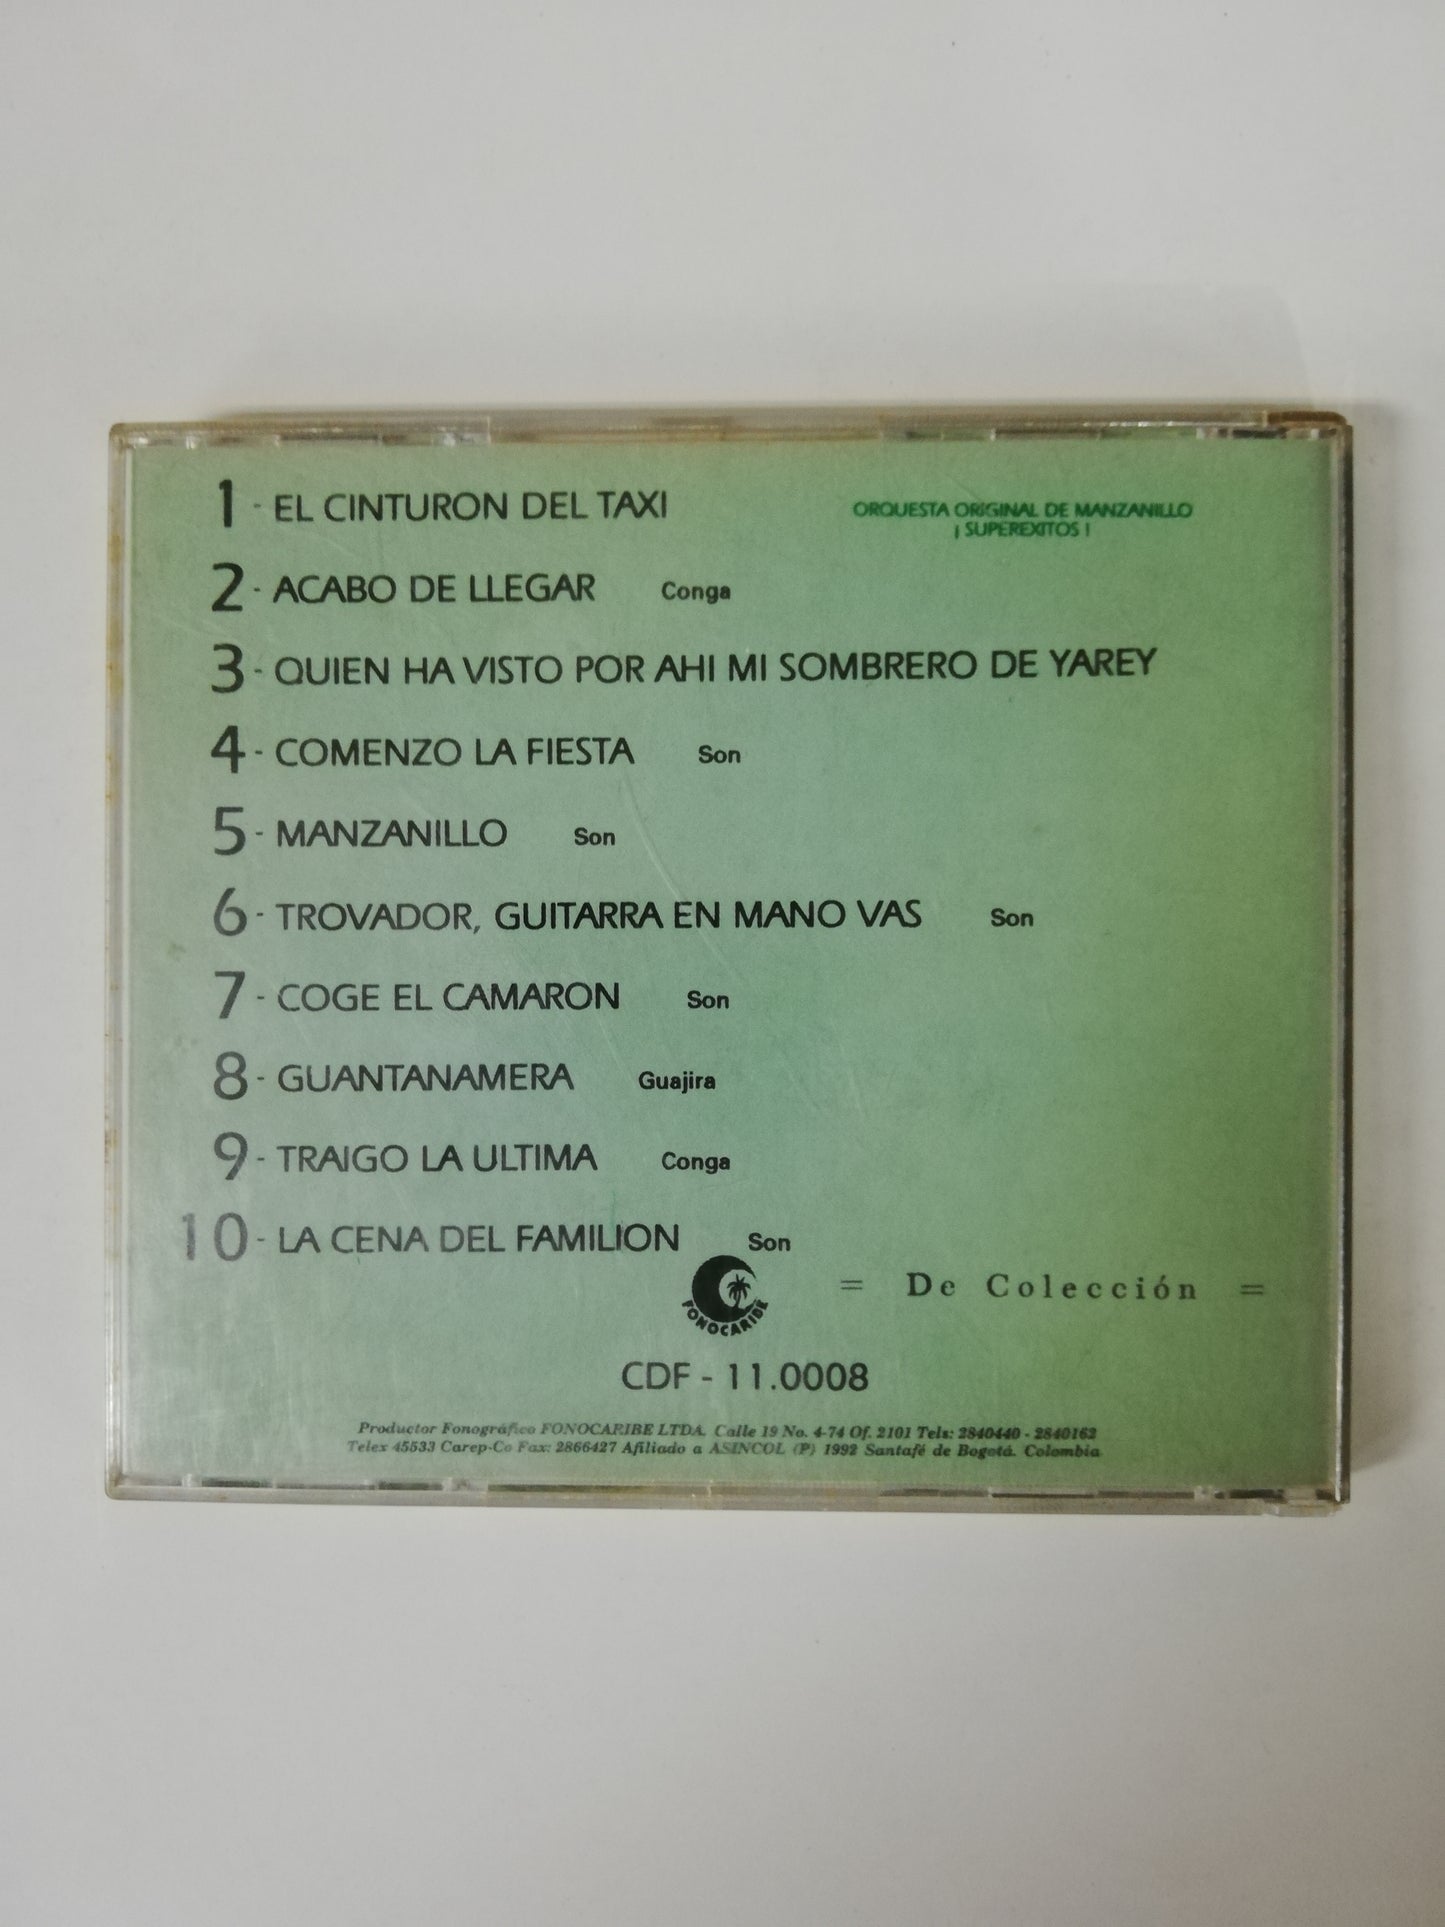 1 - EL CINTURON DEL TAXI
ORQUESTA ORIGINAL DE MANZANILLO
¡ SUPEREXITOS !
2 - ACABO DE LLEGAR Conga
3 - QUIEN HA VISTO POR AHI MI SOMBRERO DE YAREY
4 - COMENZO LA FIESTA Son
5 - MANZANILLO Son
6 - TROVADOR, GUITARRA EN MANO VAS Son
7 - COGE EL CAMARON Son
8 - GUANTANAMERA Guajira
9 - TRAIGO LA ULTIMA Conga
10 - LA CENA DEL FAMILION Son
FONOCARIBE
= De Colección =
CDF - 11.0008
Productor Fonográfico FONOCARIBE LTDA. Calle 19 No. 4-74 Of. 2101 Tels: 2840440 - 2840162
Telex 45533 Carep-Co Fax: 2866427 Afiliado a ASINCOL (P) 1992 Santafé de Bogotá. Colombia